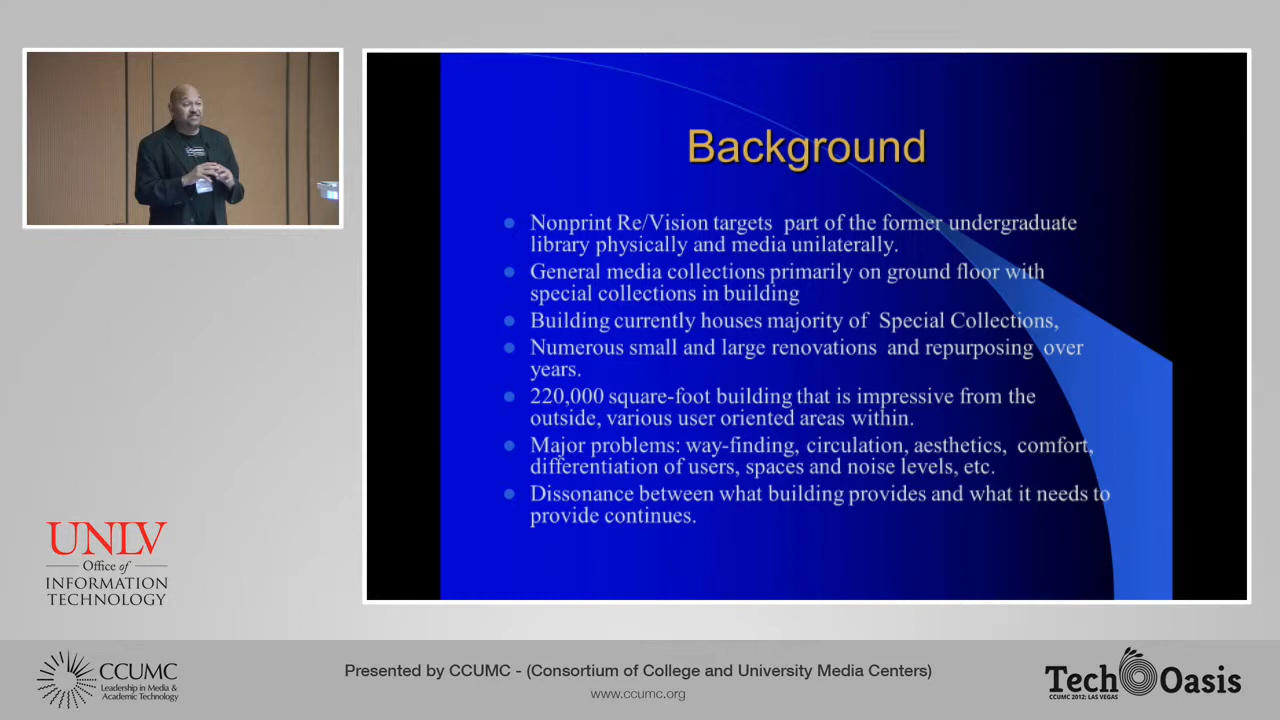 Background
Nonprint Re/Vision targets part of the former undergraduate
library physically and media unilaterally.
General media collections primarily on ground floor with
special collections in building
Building currently houses majority of Special Collections,
Numerous small and large renovations and repurposing over
years.
220,000 square-foot building that is impressive from the
outside, various user oriented areas within.
Major problems: way-finding, circulation, aesthetics, comfort,
differentiation of users, spaces and noise levels, etc.
Dissonance between what building provides and what it needs to
provide continues.
UNLV
Office of
INFORMATION
TECHNOLOGY
CCUMC
Leadership in Media &
Academic Technology
Presented by CCUMC - (Consortium of College and University Media Centers)
www.ccumc.org
Tech Oasis
CCUMC 2012: LAS VEGAS